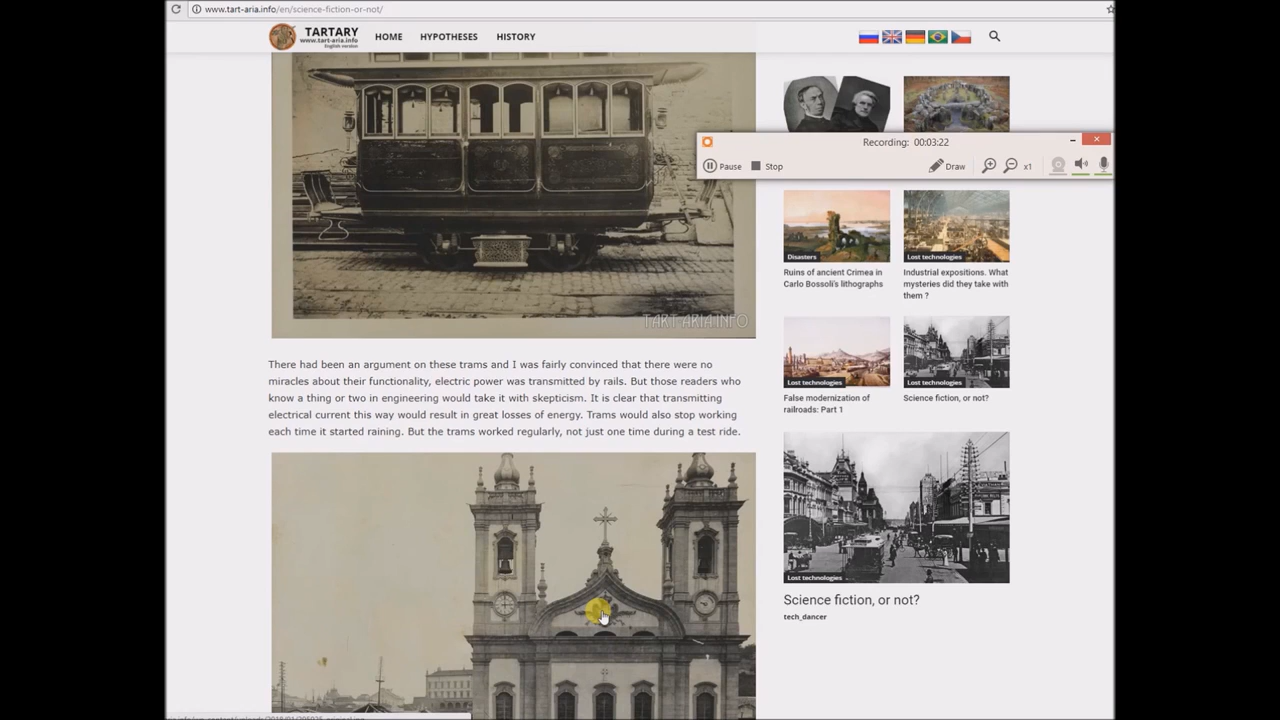 www.tart-aria.info/en/science-fiction-or-not/
TARTARY
www.tart-aria.info
English version
HOME
HYPOTHESES
HISTORY
Recording: 00:03:22
Pause
Stop
Draw
x1
TART-ARIA.INFO
There had been an argument on these trams and I was fairly convinced that there were no
miracles about their functionality, electric power was transmitted by rails. But those readers who
know a thing or two in engineering would take it with skepticism. It is clear that transmitting
electrical current this way would result in great losses of energy. Trams would also stop working
each time it started raining. But the trams worked regularly, not just one time during a test ride.
Disasters
Ruins of ancient Crimea in
Carlo Bossoli's lithographs
Lost technologies
Industrial expositions. What
mysteries did they take with
them ?
Lost technologies
False modernization of
railroads: Part 1
Lost technologies
Science fiction, or not?
Lost technologies
Science fiction, or not?
tech_dancer